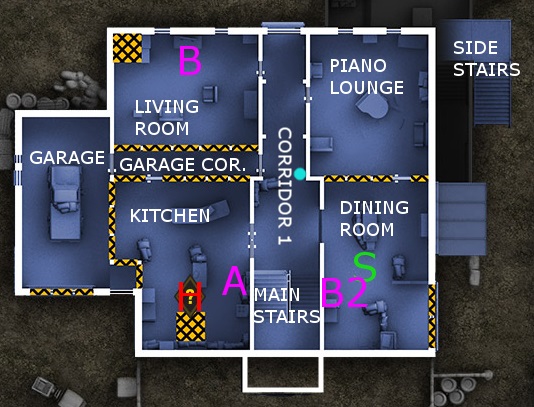 B
SIDE
STAIRS
PIANO
LOUNGE
LIVING
ROOM
GARAGE
GARAGE COR.
CORRIDOR 1
KITCHEN
DINING
ROOM
S
A
H
?
MAIN
STAIRS
B2